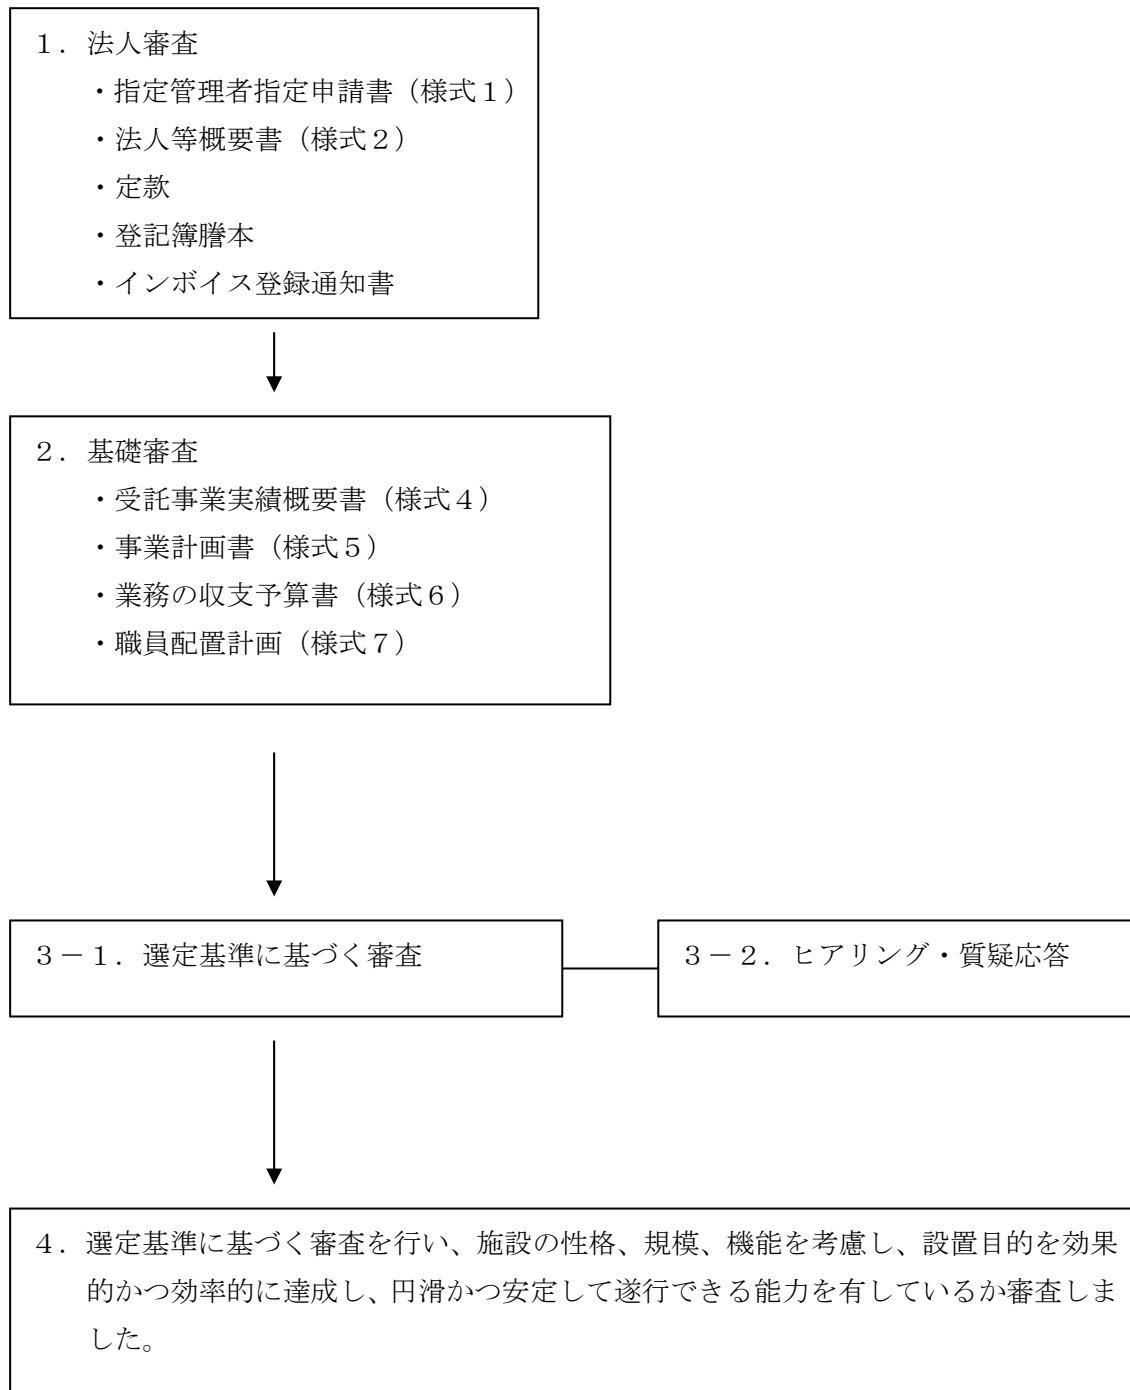 １．法人審査
・指定管理者指定申請書（様式１）
・法人等概要書（様式２）
・定款
・登記簿謄本
・インボイス登録通知書
２．基礎審査
・受託事業実績概要書（様式４）
・事業計画書（様式５）
・業務の収支予算書（様式６）
・職員配置計画（様式７）
３－１．選定基準に基づく審査
３－２．ヒアリング・質疑応答
４．選定基準に基づく審査を行い、施設の性格、規模、機能を考慮し、設置目的を効果
的かつ効率的に達成し、円滑かつ安定して遂行できる能力を有しているか審査しま
した。